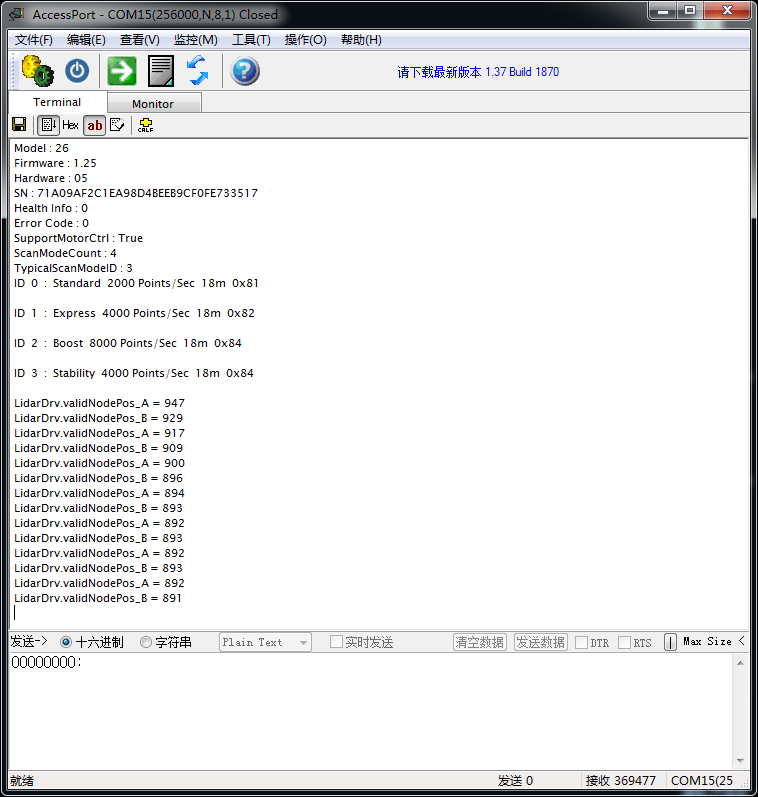 AccessPort - COM15(256000,N,8,1) Closed
文件(F) 编辑(E) 查看(V) 监控(M) 工具(T) 操作(O) 帮助(H)
请下载最新版本 1.37 Build 1870
Terminal Monitor
Hex ab CRLF
Model : 26
Firmware : 1.25
Hardware : 05
SN : 71A09AF2C1EA98D4BEEB9CF0FE733517
Health Info : 0
Error Code : 0
SupportMotorCtrl : True
ScanModeCount : 4
TypicalScanModeID : 3
ID 0 : Standard 2000 Points/Sec 18m 0x81
ID 1 : Express 4000 Points/Sec 18m 0x82
ID 2 : Boost 8000 Points/Sec 18m 0x84
ID 3 : Stability 4000 Points/Sec 18m 0x84
LidarDrv.validNodePos_A = 947
LidarDrv.validNodePos_B = 929
LidarDrv.validNodePos_A = 917
LidarDrv.validNodePos_B = 909
LidarDrv.validNodePos_A = 900
LidarDrv.validNodePos_B = 896
LidarDrv.validNodePos_A = 894
LidarDrv.validNodePos_B = 893
LidarDrv.validNodePos_A = 892
LidarDrv.validNodePos_B = 893
LidarDrv.validNodePos_A = 892
LidarDrv.validNodePos_B = 893
LidarDrv.validNodePos_A = 892
LidarDrv.validNodePos_B = 891
发送-> 十六进制 字符串 Plain Text 实时发送 清空数据 发送数据 DTR RTS Max Size <
00000000:
就绪 发送 0 接收 369477 COM15(25